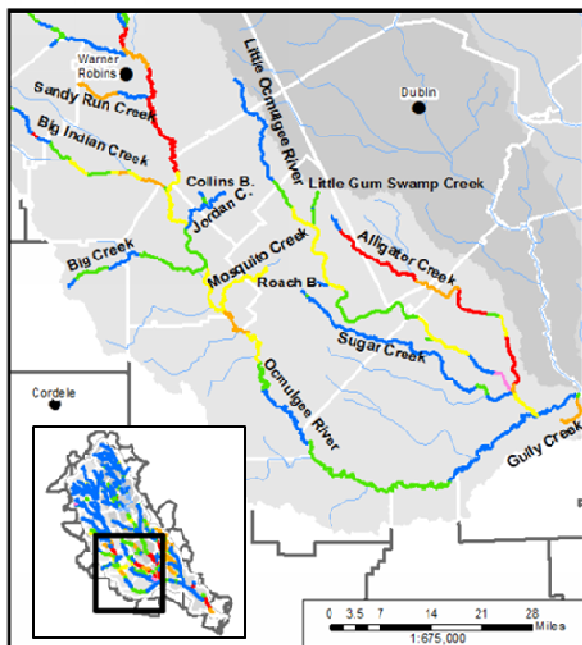 Warner
Robins
Sandy Run Creek
Big Indian Creek
Little Ocmulgee River
Dublin
Collins B.
Jordan C.
Little Gum Swamp Creek
Big Creek
Mosquito Creek
Alligator Creek
Roach B.
Sugar Creek
Cordele
Ocmulgee River
Gully Creek
0 3.5 7 14 21 28
Miles
1:675,000